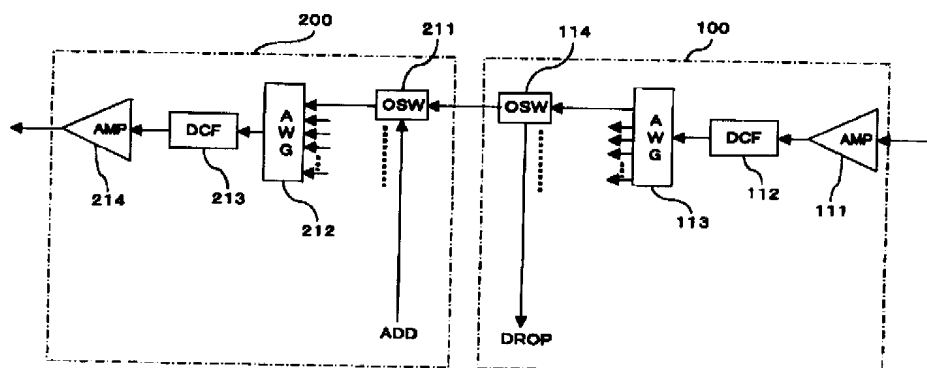 200
211
114
100
AMP
DCF
A
W
G
OSW
OSW
A
W
G
DCF
AMP
214
213
212
113
112
111
ADD
DROP